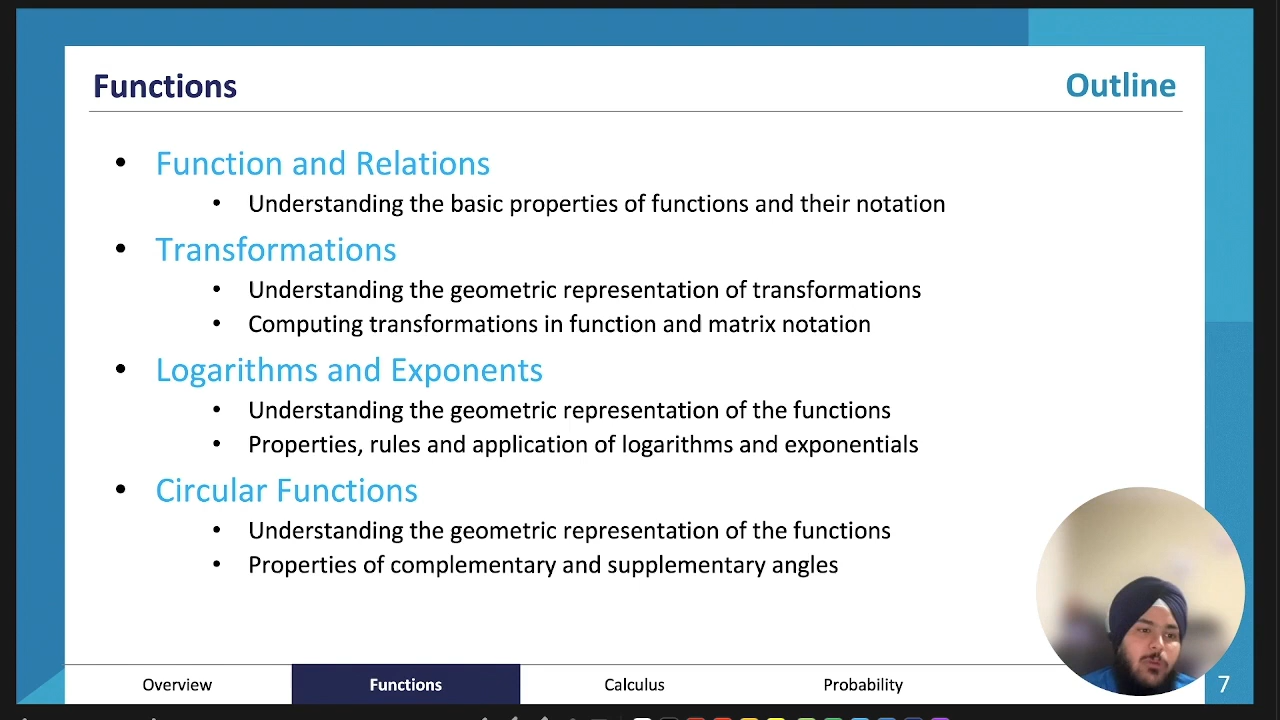 Functions
Outline
• Function and Relations
• Understanding the basic properties of functions and their notation
• Transformations
• Understanding the geometric representation of transformations
• Computing transformations in function and matrix notation
• Logarithms and Exponents
• Understanding the geometric representation of the functions
• Properties, rules and application of logarithms and exponentials
• Circular Functions
• Understanding the geometric representation of the functions
• Properties of complementary and supplementary angles
Overview
Functions
Calculus
Probability
7